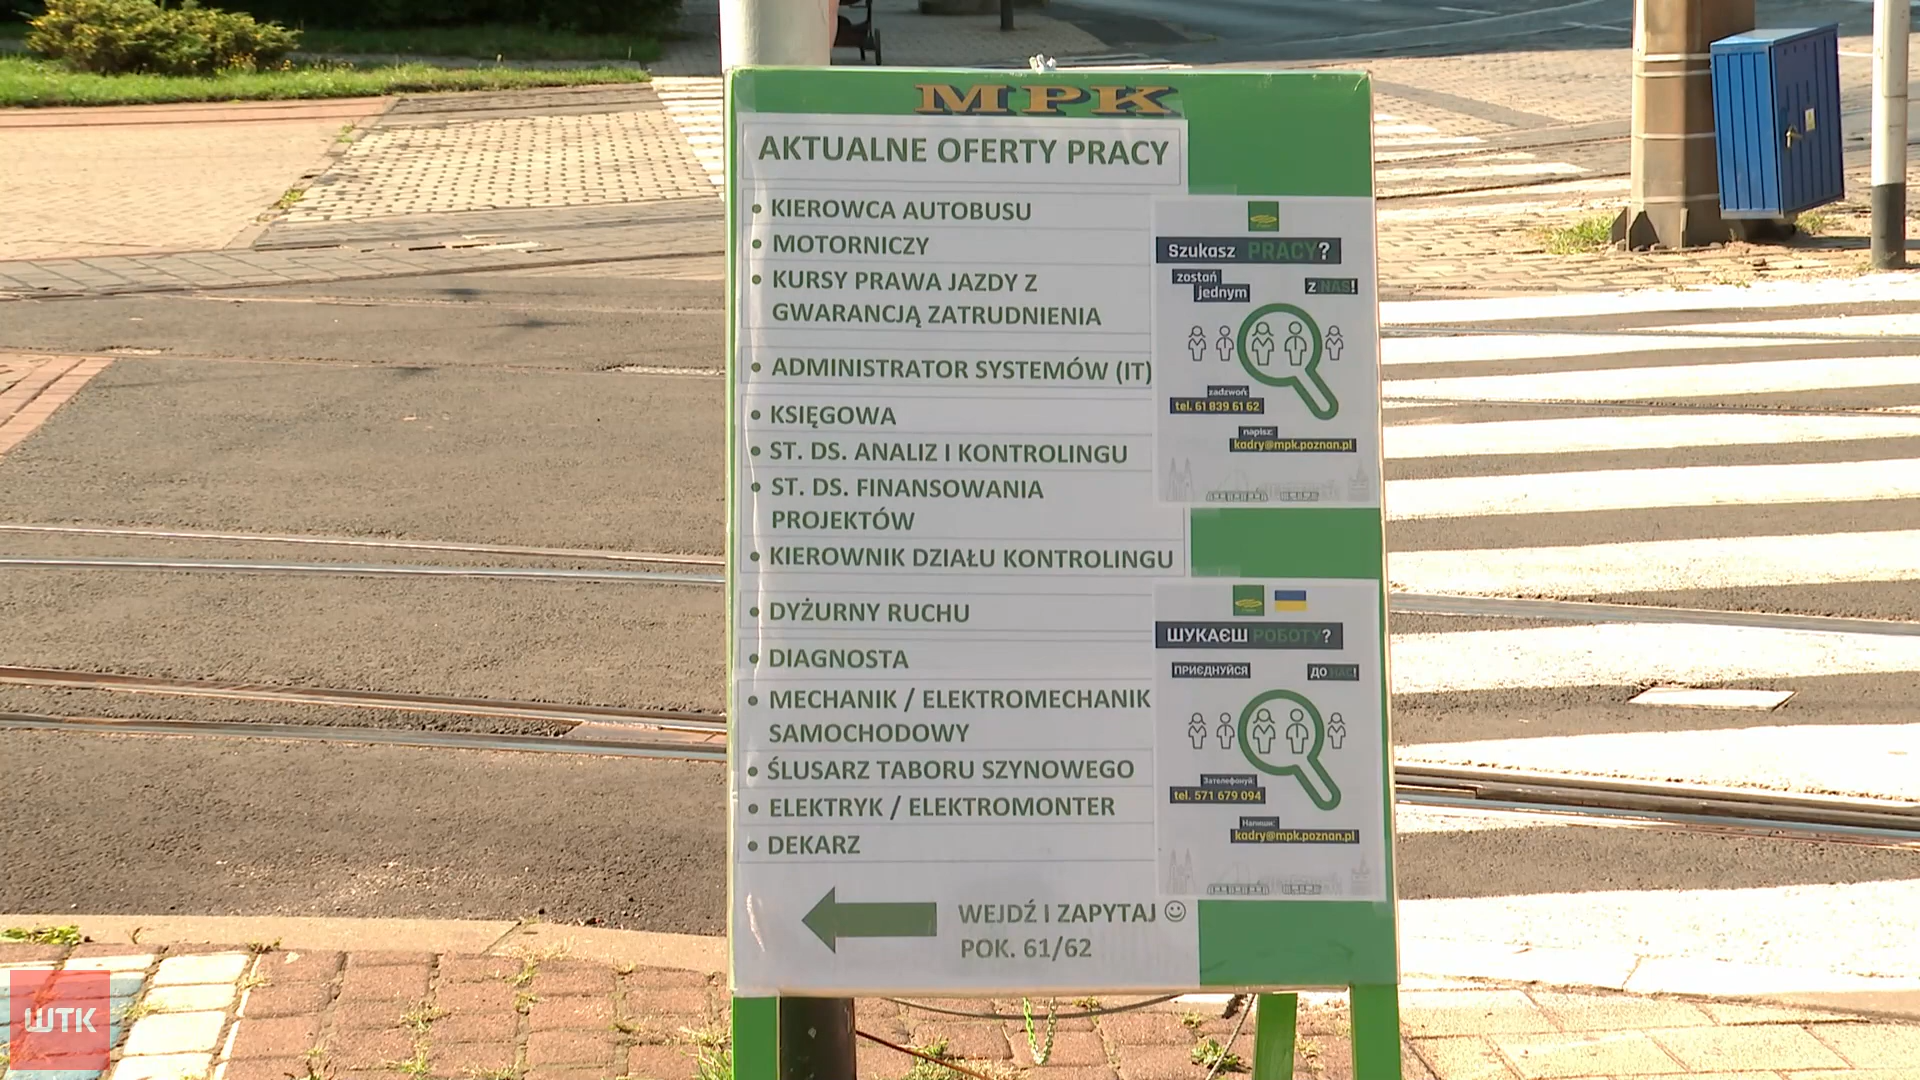 MPK
AKTUALNE OFERTY PRACY
• KIEROWCA AUTOBUSU
• MOTORNICZY
• KURSY PRAWA JAZDY Z
GWARANCJĄ ZATRUDNIENIA
• ADMINISTRATOR SYSTEMÓW (IT)
• KSIĘGOWA
• ST. DS. ANALIZ I KONTROLINGU
• ST. DS. FINANSOWANIA
PROJEKTÓW
• KIEROWNIK DZIAŁU KONTROLINGU
• DYŻURNY RUCHU
• DIAGNOSTA
• MECHANIK / ELEKTROMECHANIK
SAMOCHODOWY
• ŚLUSARZ TABORU SZYNOWEGO
• ELEKTRYK / ELEKTROMONTER
• DEKARZ
WEJDŹ I ZAPYTAJ ☺
POK. 61/62
Szukasz PRACY?
zostań
jednym
z NAS!
zadzwoń
tel. 61 839 61 62
napisz:
kadry@mpk.poznan.pl
ШУКАЄШ РОБОТУ?
ПРИЄДНУЙСЯ
ДО НАС!
Зателефонуй:
tel. 571 679 094
Напиши:
kadry@mpk.poznan.pl
WTK